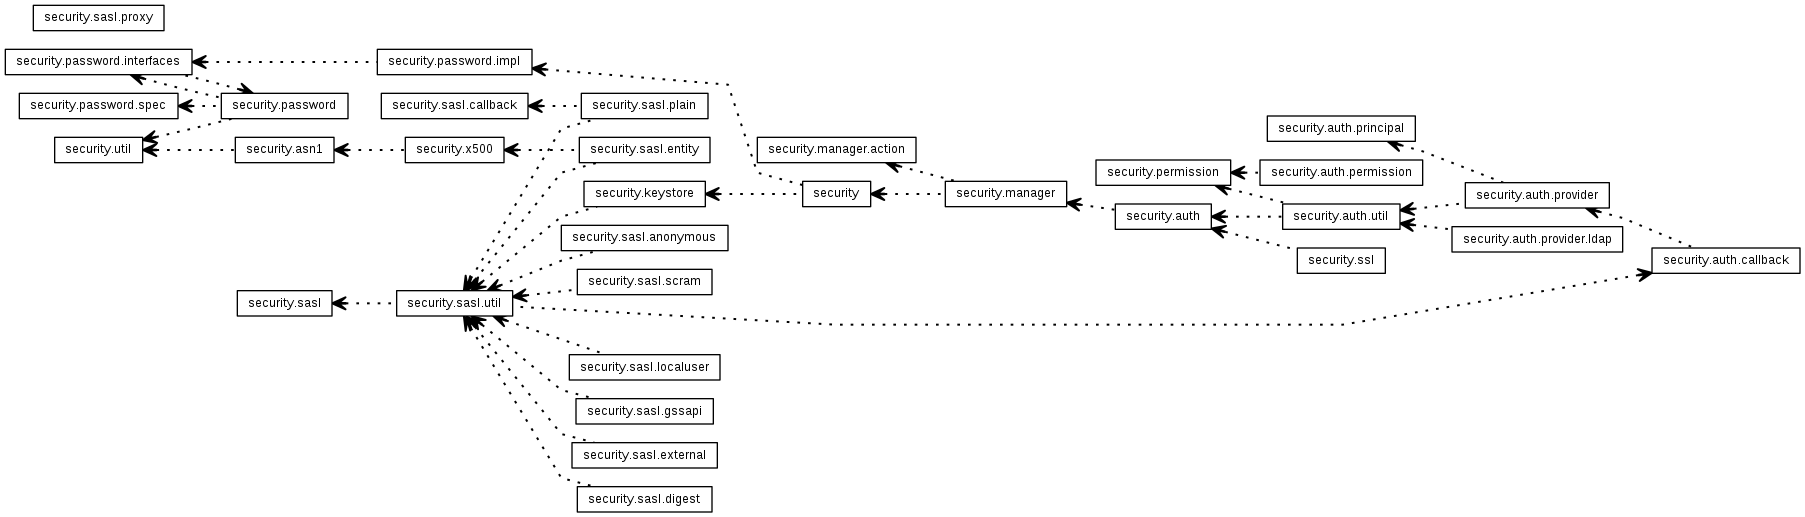 security.sasl.proxy
security.password.interfaces
security.password.impl
security.password.spec
security.password
security.sasl.callback
security.sasl.plain
security.auth.principal
security.util
security.asn1
security.x500
security.sasl.entity
security.manager.action
security.permission
security.auth.permission
security.keystore
security
security.manager
security.auth.provider
security.auth
security.auth.util
security.sasl.anonymous
security.auth.provider.ldap
security.ssl
security.auth.callback
security.sasl.scram
security.sasl
security.sasl.util
security.sasl.localuser
security.sasl.gssapi
security.sasl.external
security.sasl.digest